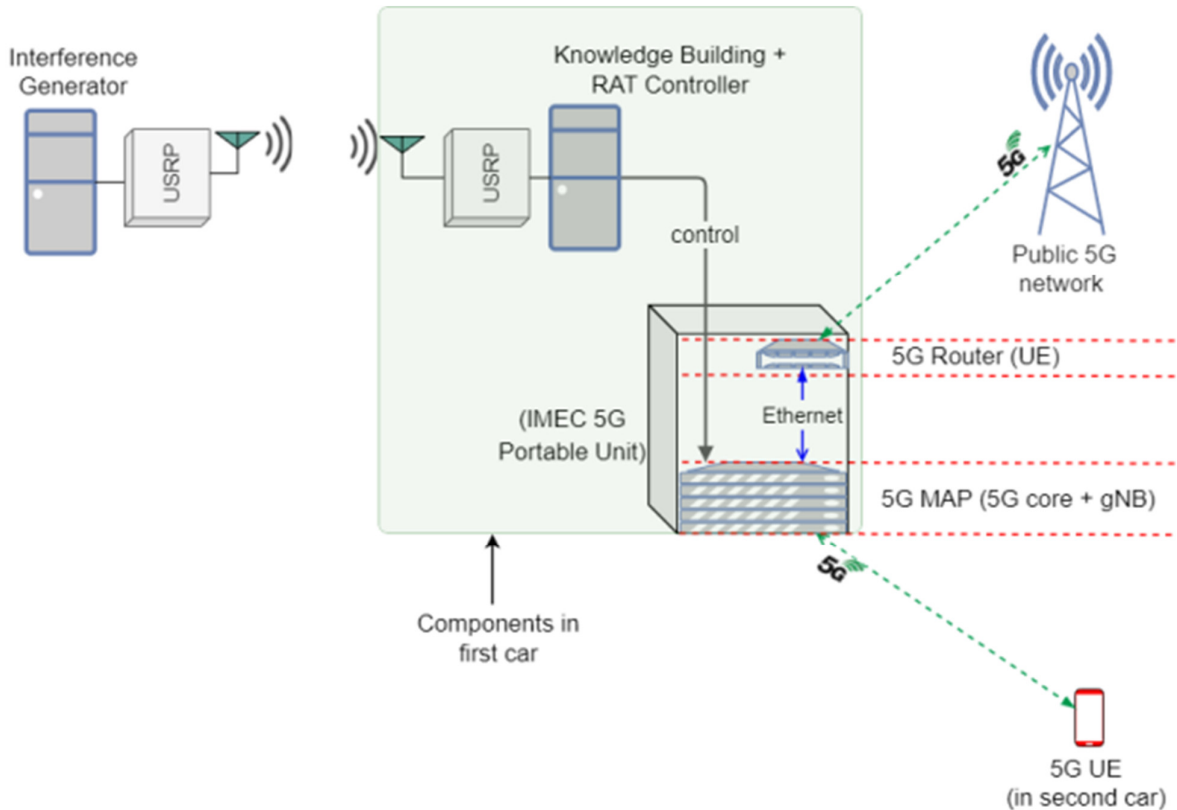 Interference
Generator
USRP
Knowledge Building +
RAT Controller
USRP
control
5G
Public 5G
network
5G Router (UE)
Ethernet
(IMEC 5G
Portable Unit)
5G MAP (5G core + gNB)
5G
Components in
first car
5G UE
(in second car)